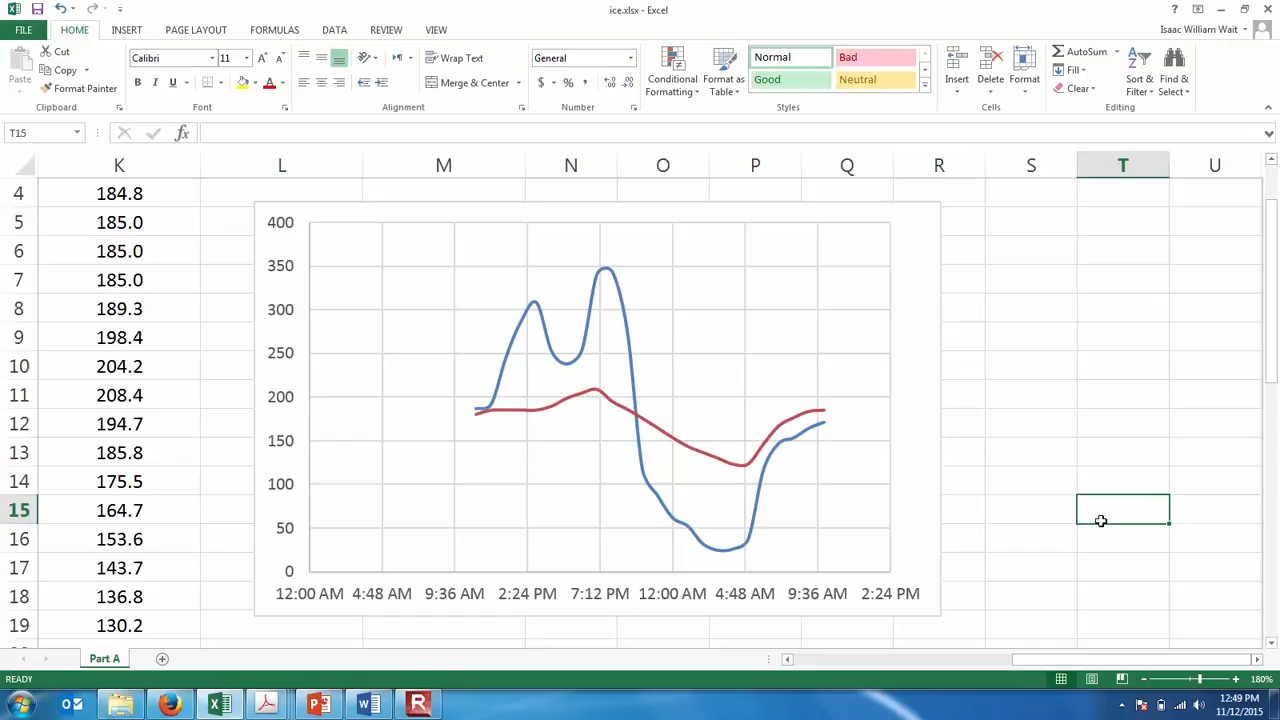 ice.xlsx - Excel
FILE HOME INSERT PAGE LAYOUT FORMULAS DATA REVIEW VIEW Isaac William Wait
Paste
Cut
Copy
Format Painter
Clipboard
Calibri 11
B I U A
Font
Wrap Text
Merge & Center
Alignment
General
$ % ,
Number
Conditional Formatting
Format as Table
Normal Bad
Good Neutral
Styles
Insert Delete Format
Cells
AutoSum
Fill
Clear
Sort & Filter
Find & Select
Editing
T15 fx
K L M N O P Q R S T U
4 184.8
5 185.0
6 185.0
7 185.0
8 189.3
9 198.4
10 204.2
11 208.4
12 194.7
13 185.8
14 175.5
15 164.7
16 153.6
17 143.7
18 136.8
19 130.2
400
350
300
250
200
150
100
50
0
12:00 AM 4:48 AM 9:36 AM 2:24 PM 7:12 PM 12:00 AM 4:48 AM 9:36 AM 2:24 PM
Part A
READY 180%
12:49 PM
11/12/2015